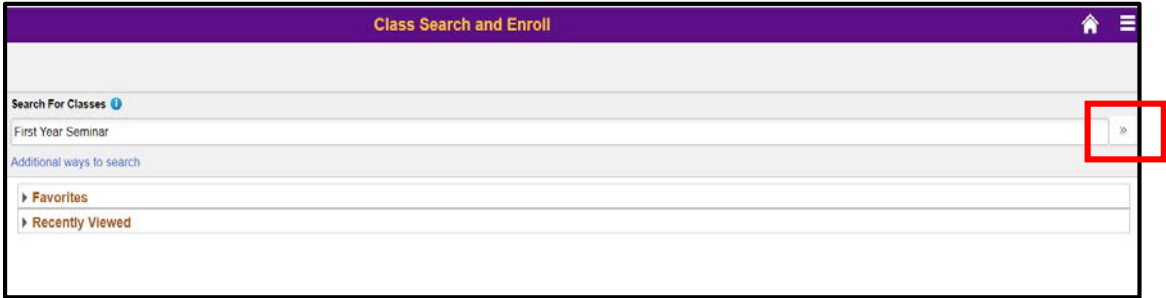 Class Search and Enroll
Search For Classes
First Year Seminar
»
Additional ways to search
Favorites
Recently Viewed